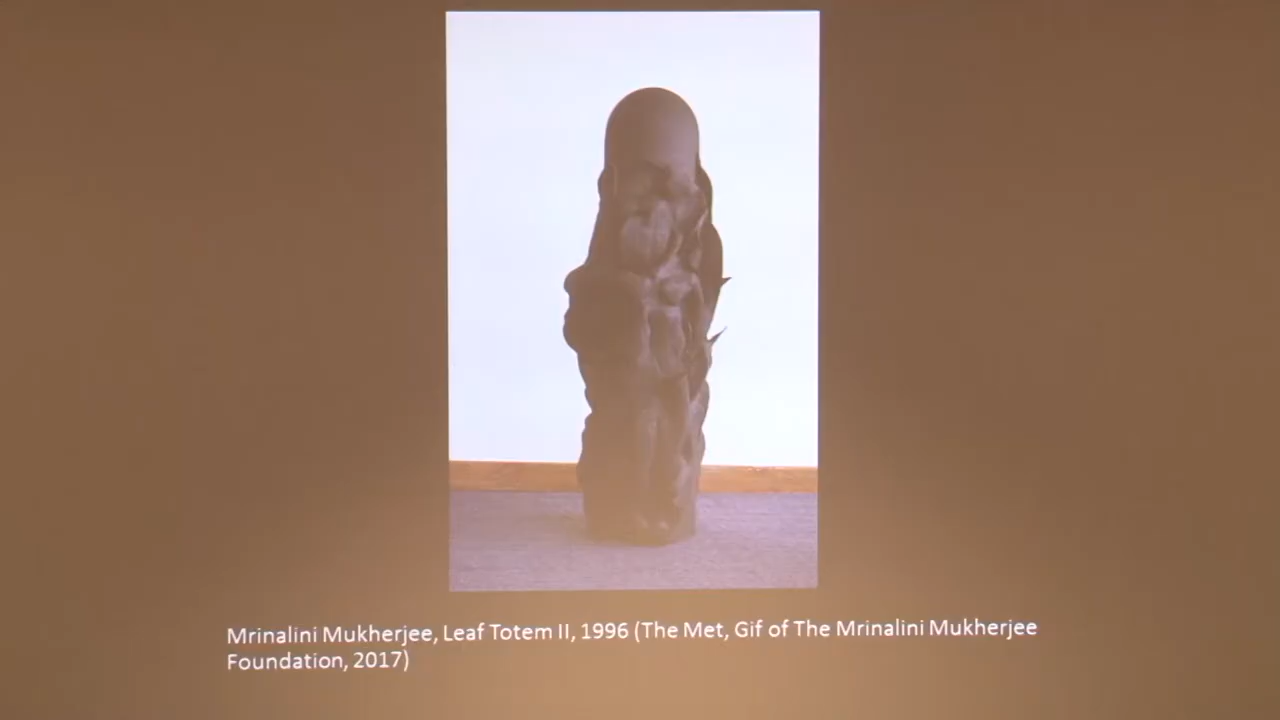 Mrinalini Mukherjee, Leaf Totem II, 1996 (The Met, Gif of The Mrinalini Mukherjee
Foundation, 2017)